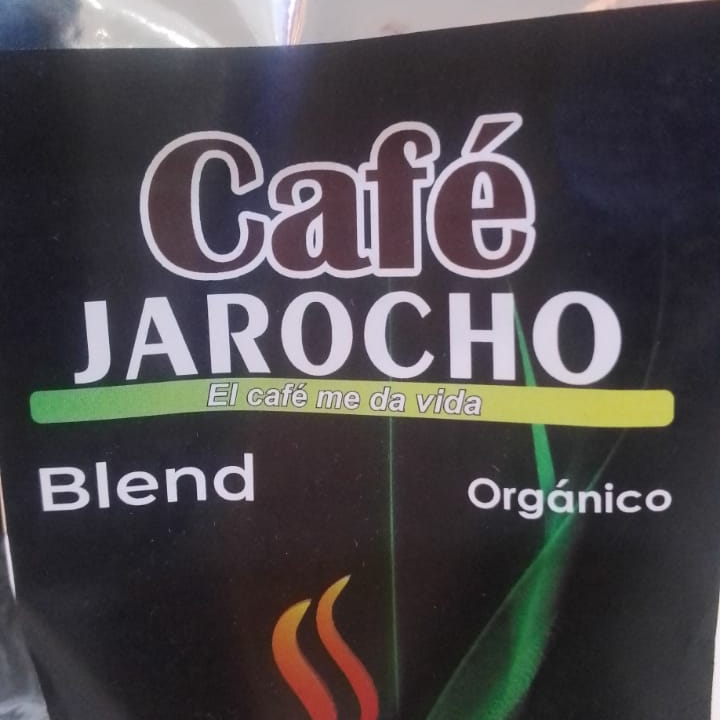 Café
JAROCHO
El café me da vida
Blend Orgánico